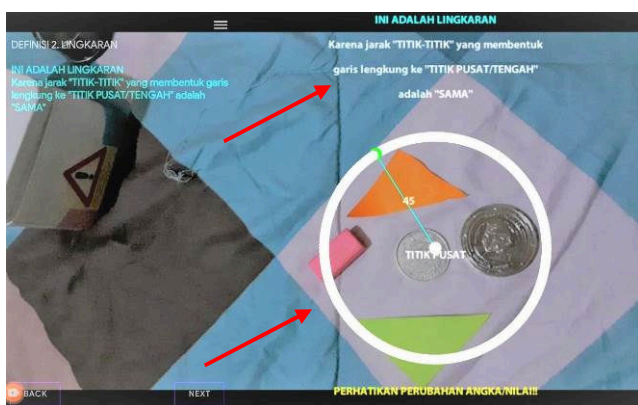 INI ADALAH LINGKARAN
DEFINISI 2. LINGKARAN
INI ADALAH LINGKARAN
Karena jarak "TITIK-TITIK" yang membentuk garis
lengkung ke "TITIK PUSAT/TENGAH" adalah
"SAMA"
Karena jarak "TITIK-TITIK" yang membentuk
garis lengkung ke "TITIK PUSAT/TENGAH"
adalah "SAMA"
45
TITIK PUSAT
BACK
NEXT
PERHATIKAN PERUBAHAN ANGKA/NILAI!!